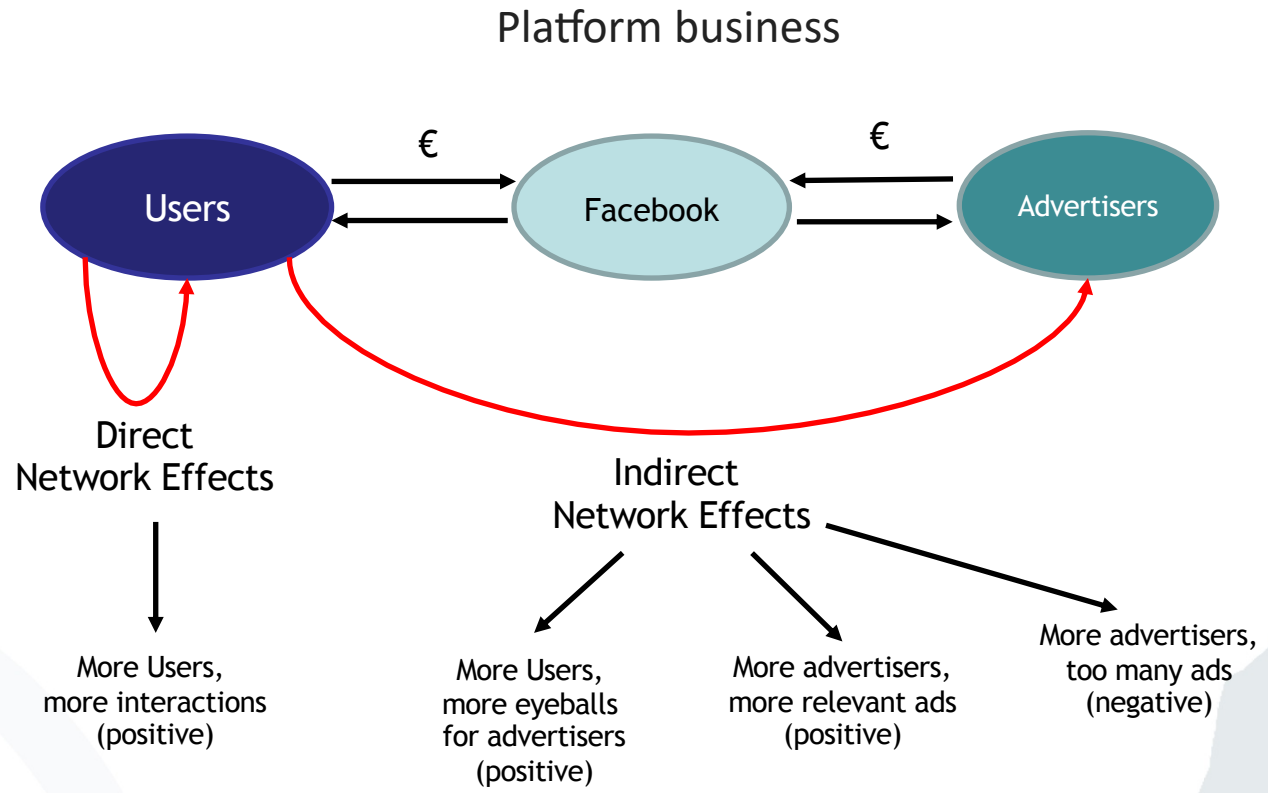 Platform business
€
€
Users
Facebook
Advertisers
Direct
Network Effects
Indirect
Network Effects
More Users,
more interactions
(positive)
More Users,
more eyeballs
for advertisers
(positive)
More advertisers,
more relevant ads
(positive)
More advertisers,
too many ads
(negative)